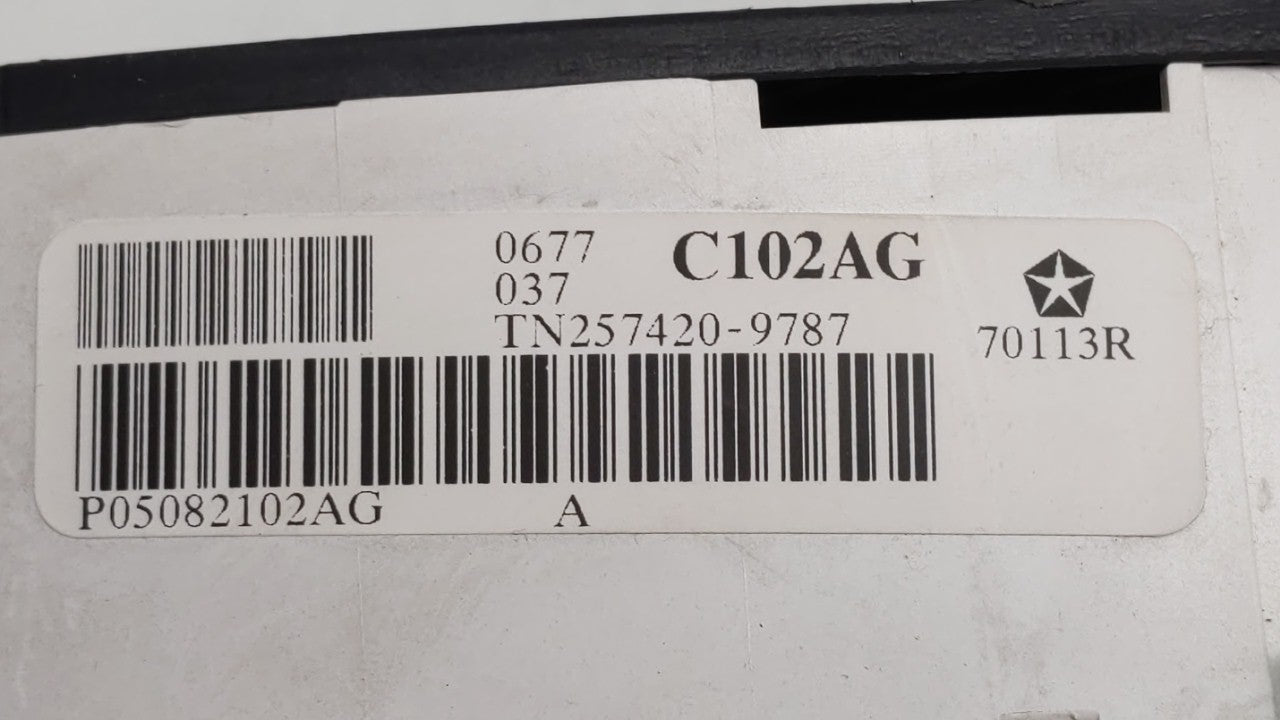 0677 C102AG
037
TN257420-9787
70113R
P05082102AG A